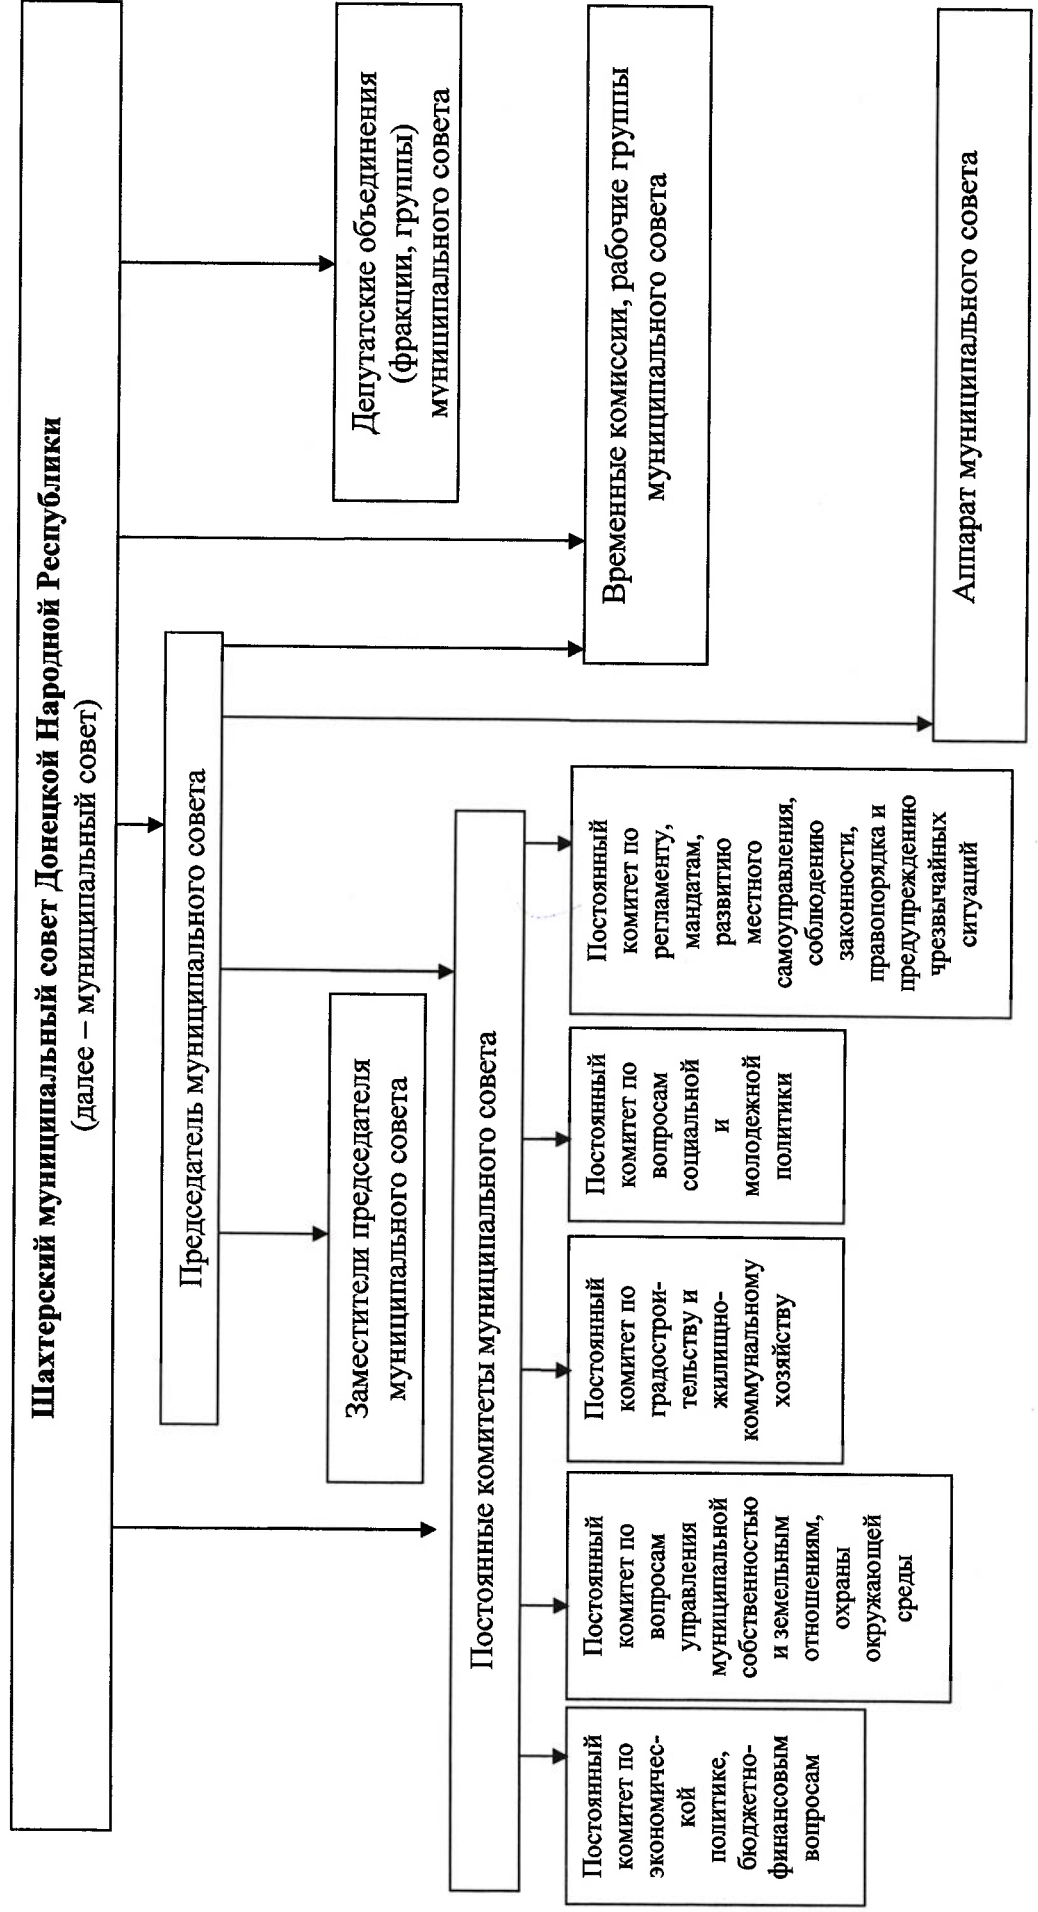 Шахтерский муниципальный совет Донецкой Народной Республики
(далее – муниципальный совет)
Председатель муниципального совета
Заместители председателя
муниципального совета
Депутатские объединения
(фракции, группы)
муниципального совета
Постоянные комитеты муниципального совета
Временные комиссии, рабочие группы
муниципального совета
Постоянный
комитет по
экономичес-
кой
политике,
бюджетно-
финансовым
вопросам
Постоянный
комитет по
вопросам
управления
муниципальной
собственностью
и земельным
отношениям,
охраны
окружающей
среды
Постоянный
комитет по
градострои-
тельству и
жилищно-
коммунальному
хозяйству
Постоянный
комитет по
вопросам
социальной
и
молодежной
политики
Постоянный
комитет по
регламенту,
мандатам,
развитию
местного
самоуправления,
соблюдению
законности,
правопорядка и
предупреждению
чрезвычайных
ситуаций
Аппарат муниципального совета